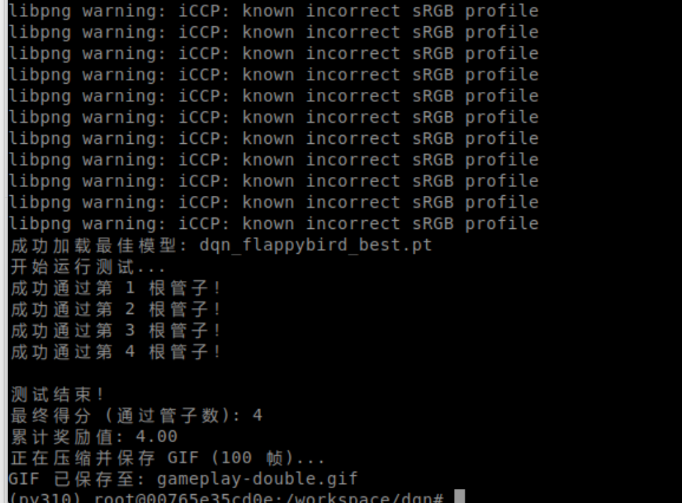 libpng warning: iCCP: known incorrect sRGB profile
libpng warning: iCCP: known incorrect sRGB profile
libpng warning: iCCP: known incorrect sRGB profile
libpng warning: iCCP: known incorrect sRGB profile
libpng warning: iCCP: known incorrect sRGB profile
libpng warning: iCCP: known incorrect sRGB profile
libpng warning: iCCP: known incorrect sRGB profile
libpng warning: iCCP: known incorrect sRGB profile
libpng warning: iCCP: known incorrect sRGB profile
libpng warning: iCCP: known incorrect sRGB profile
libpng warning: iCCP: known incorrect sRGB profile
成功加载最佳模型: dqn_flappybird_best.pt
开始运行测试...
成功通过第 1 根管子!
成功通过第 2 根管子!
成功通过第 3 根管子!
成功通过第 4 根管子!
测试结束!
最终得分 (通过管子数): 4
累计奖励值: 4.00
正在压缩并保存 GIF (100 帧)...
GIF 已保存至: gameplay-double.gif
(py310) root@00765e35cd0e:/workspace/dqn#